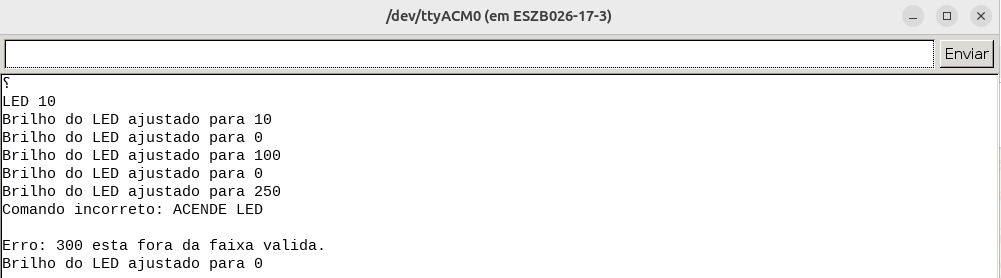 /dev/ttyACM0 (em ESZB026-17-3)
Enviar
⸮
LED 10
Brilho do LED ajustado para 10
Brilho do LED ajustado para 0
Brilho do LED ajustado para 100
Brilho do LED ajustado para 0
Brilho do LED ajustado para 250
Comando incorreto: ACENDE LED
Erro: 300 esta fora da faixa valida.
Brilho do LED ajustado para 0